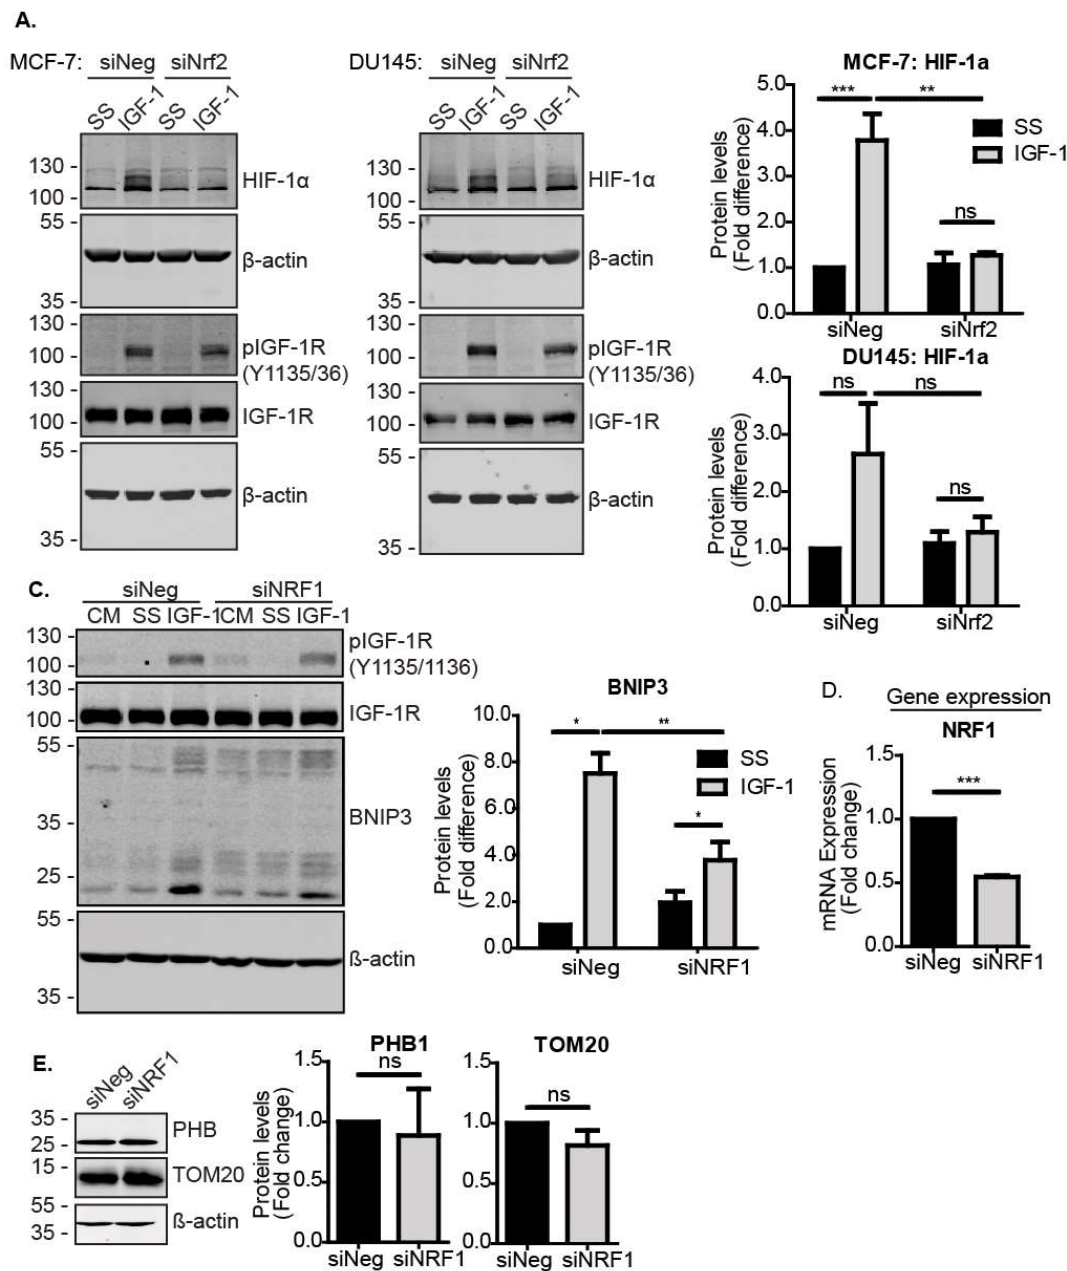 A.
MCF-7: siNeg siNrf2
SS IGF-1 SS IGF-1
130 -
100 -
HIF-1α
55 -
35 -
ß-actin
130 -
100 -
pIGF-1R
(Y1135/36)
100 -
IGF-1R
55 -
35 -
ß-actin
DU145: siNeg siNrf2
SS IGF-1 SS IGF-1
130 -
100 -
HIF-1α
55 -
35 -
ß-actin
130 -
100 -
pIGF-1R
(Y1135/36)
100 -
IGF-1R
55 -
35 -
ß-actin
MCF-7: HIF-1a
Protein levels
(Fold difference)
5.0
4.0
3.0
2.0
1.0
0.0
*** **
ns
SS
IGF-1
siNeg siNrf2
DU145: HIF-1a
Protein levels
(Fold difference)
4.0
3.0
2.0
1.0
0.0
ns ns
ns
siNeg siNrf2
C.
siNeg siNRF1
CM SS IGF-1 CM SS IGF-1
130 -
100 -
pIGF-1R
(Y1135/1136)
130 -
100 -
IGF-1R
55 -
35 -
25 -
BNIP3
55 -
35 -
ß-actin
BNIP3
Protein levels
(Fold difference)
10.0
8.0
6.0
4.0
2.0
0.0
* **
*
SS
IGF-1
siNeg siNRF1
D.
Gene expression
NRF1
mRNA Expression
(Fold change)
1.5
1.0
0.5
0.0
***
siNeg siNRF1
E.
siNeg siNRF1
35 -
25 -
PHB
15 -
TOM20
55 -
35 -
ß-actin
PHB1
Protein levels
(Fold change)
1.5
1.0
0.5
0.0
ns
siNeg siNRF1
TOM20
1.5
1.0
0.5
0.0
ns
siNeg siNRF1